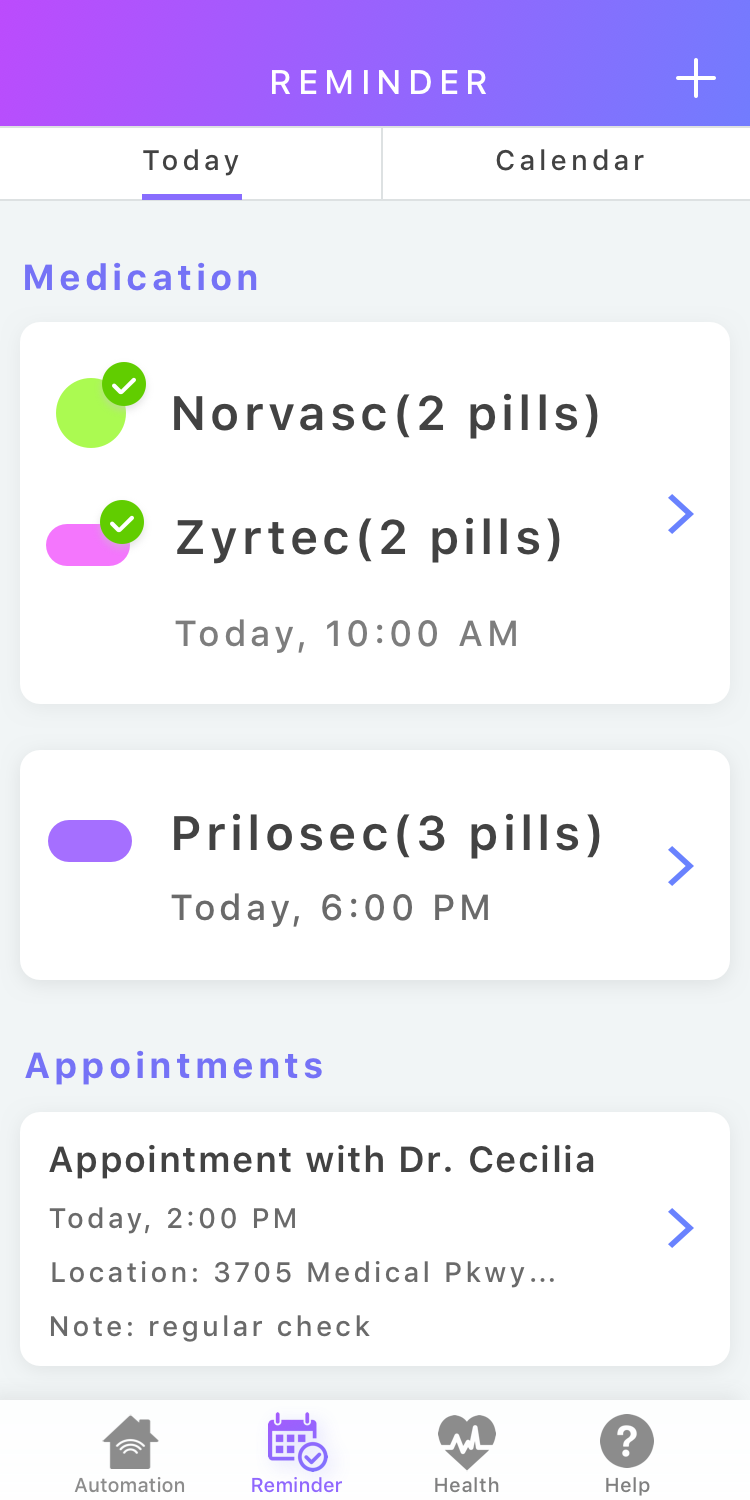 REMINDER
Today
Calendar
Medication
Norvasc(2 pills)
Zyrtec(2 pills)
Today, 10:00 AM
Prilosec(3 pills)
Today, 6:00 PM
Appointments
Appointment with Dr. Cecilia
Today, 2:00 PM
Location: 3705 Medical Pkwy...
Note: regular check
Automation
Reminder
Health
Help